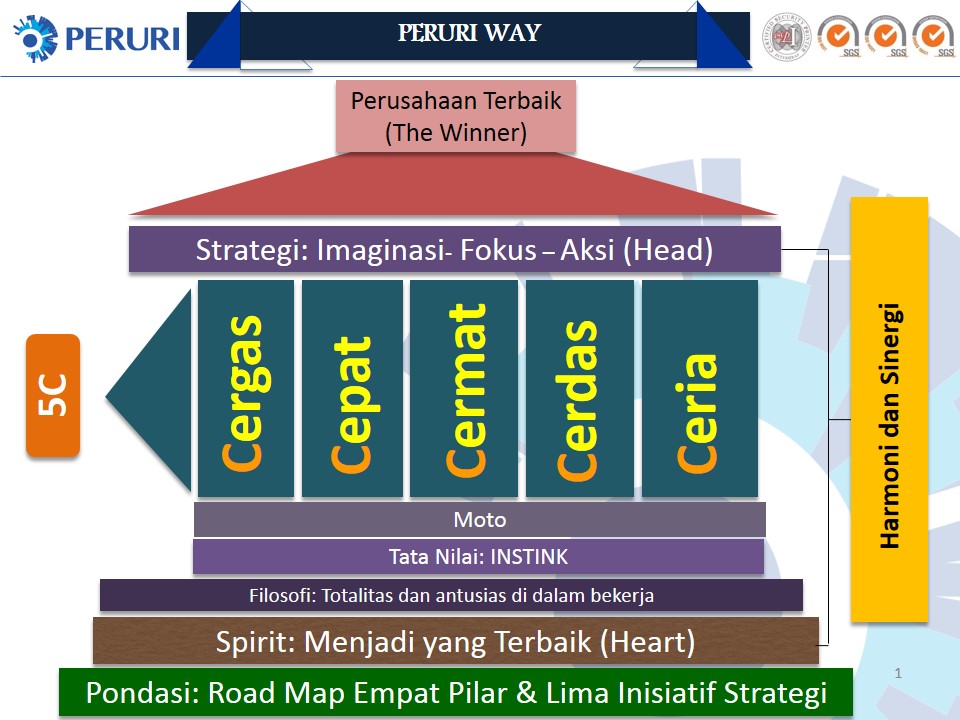 PERURI
PERURI WAY
SGS
SGS
SGS
Perusahaan Terbaik
(The Winner)
Strategi: Imaginasi- Fokus – Aksi (Head)
5C
Cergas
Cepat
Cermat
Cerdas
Ceria
Harmoni dan Sinergi
Moto
Tata Nilai: INSTINK
Filosofi: Totalitas dan antusias di dalam bekerja
Spirit: Menjadi yang Terbaik (Heart)
1
Pondasi: Road Map Empat Pilar & Lima Inisiatif Strategi